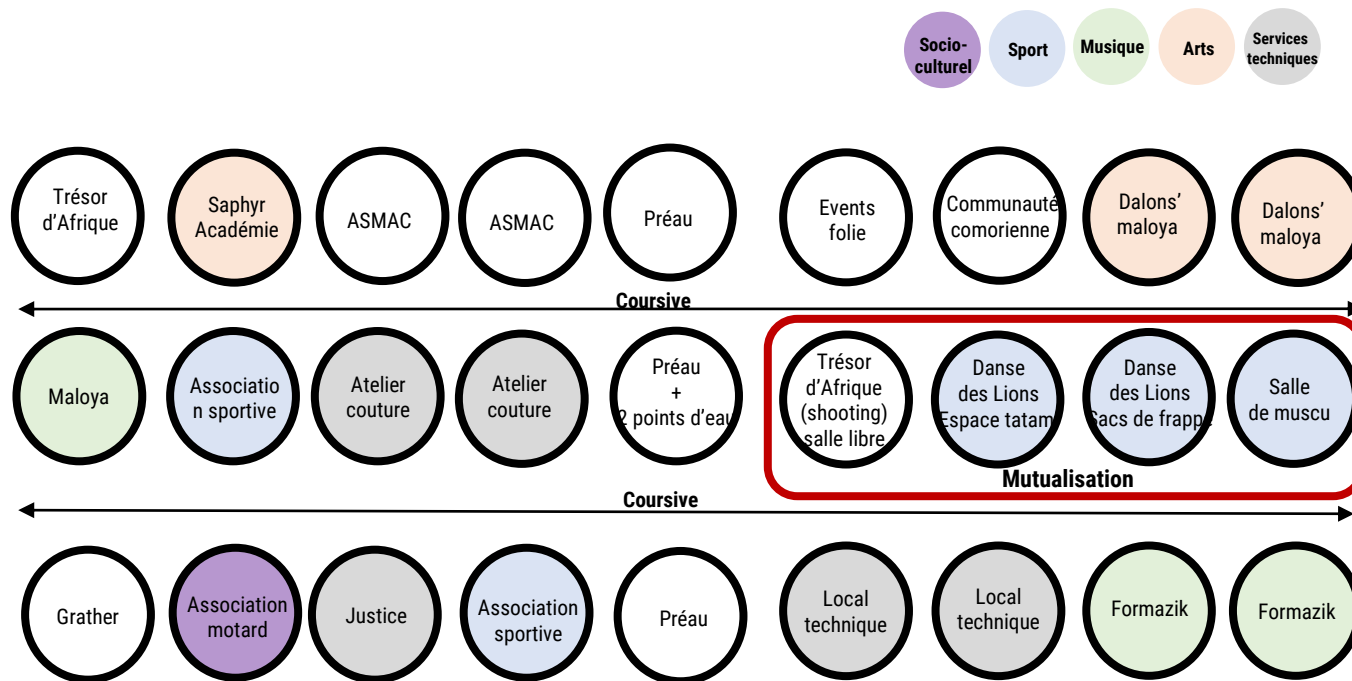 Socio-
culturel
Sport
Musique
Arts
Services
techniques
Trésor
d'Afrique
Saphyr
Académie
ASMAC
ASMAC
Préau
Events
folie
Communauté
comorienne
Dalons'
maloya
Dalons'
maloya
Coursive
Maloya
Associatio
n sportive
Atelier
couture
Atelier
couture
Préau
+
2 points d'eau
Trésor
d'Afrique
(shooting)
salle libre
Danse
des Lions
Espace tatam
Danse
des Lions
Sacs de frappe
Salle
de muscu
Mutualisation
Coursive
Grather
Association
motard
Justice
Association
sportive
Préau
Local
technique
Local
technique
Formazik
Formazik